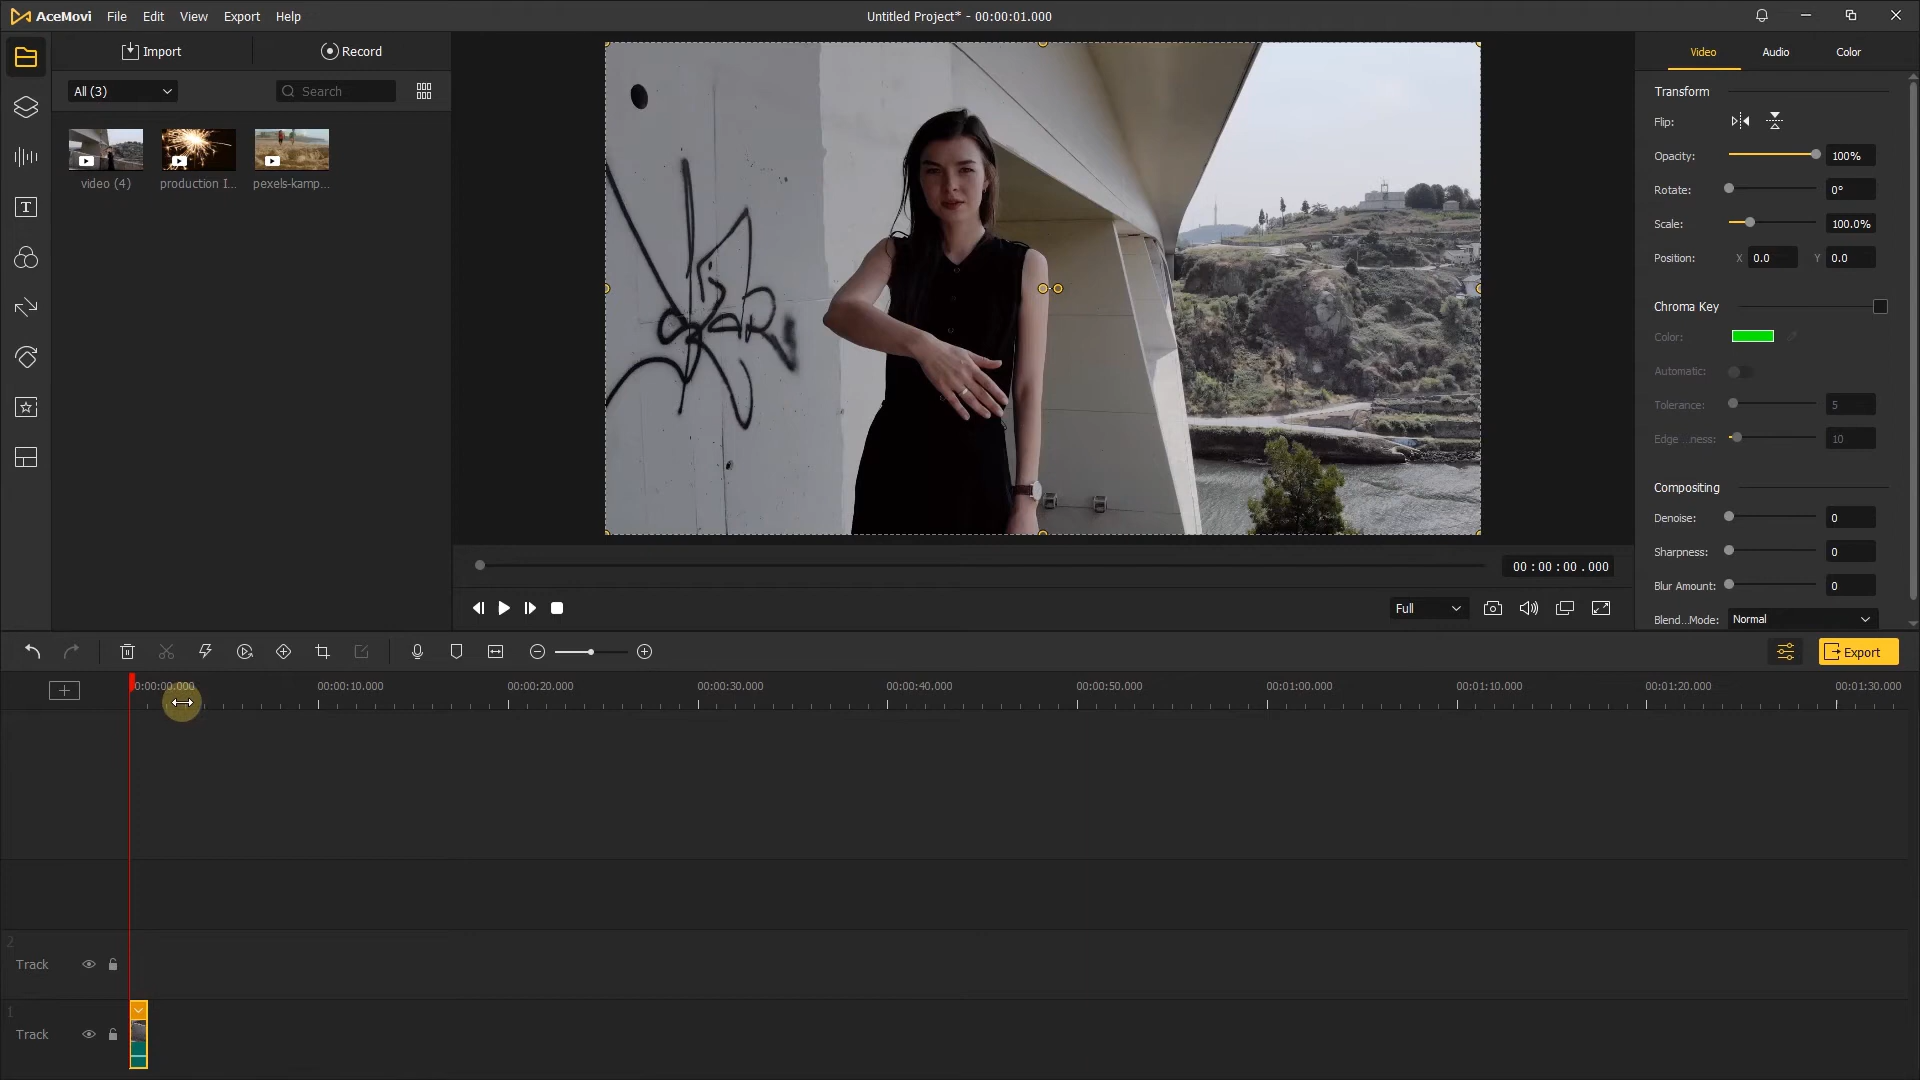 AceMovi File Edit View Export Help
Untitled Project* - 00:00:01.000
Import Record
All (3) Search
video (4) production I... pexels-kamp...
Video Audio Color
Transform
Flip:
Opacity: 100%
Rotate: 0°
Scale: 100.0%
Position: X 0.0 Y 0.0
Chroma Key
Color:
Automatic:
Tolerance: 5
Edge ...ness: 10
Compositing
Denoise: 0
Sharpness: 0
Blur Amount: 0
Blend...Mode: Normal
00:00:00.000
Full
Export
0:00:00.000 00:00:10.000 00:00:20.000 00:00:30.000 00:00:40.000 00:00:50.000 00:01:00.000 00:01:10.000 00:01:20.000 00:01:30.000
2
Track
1
Track